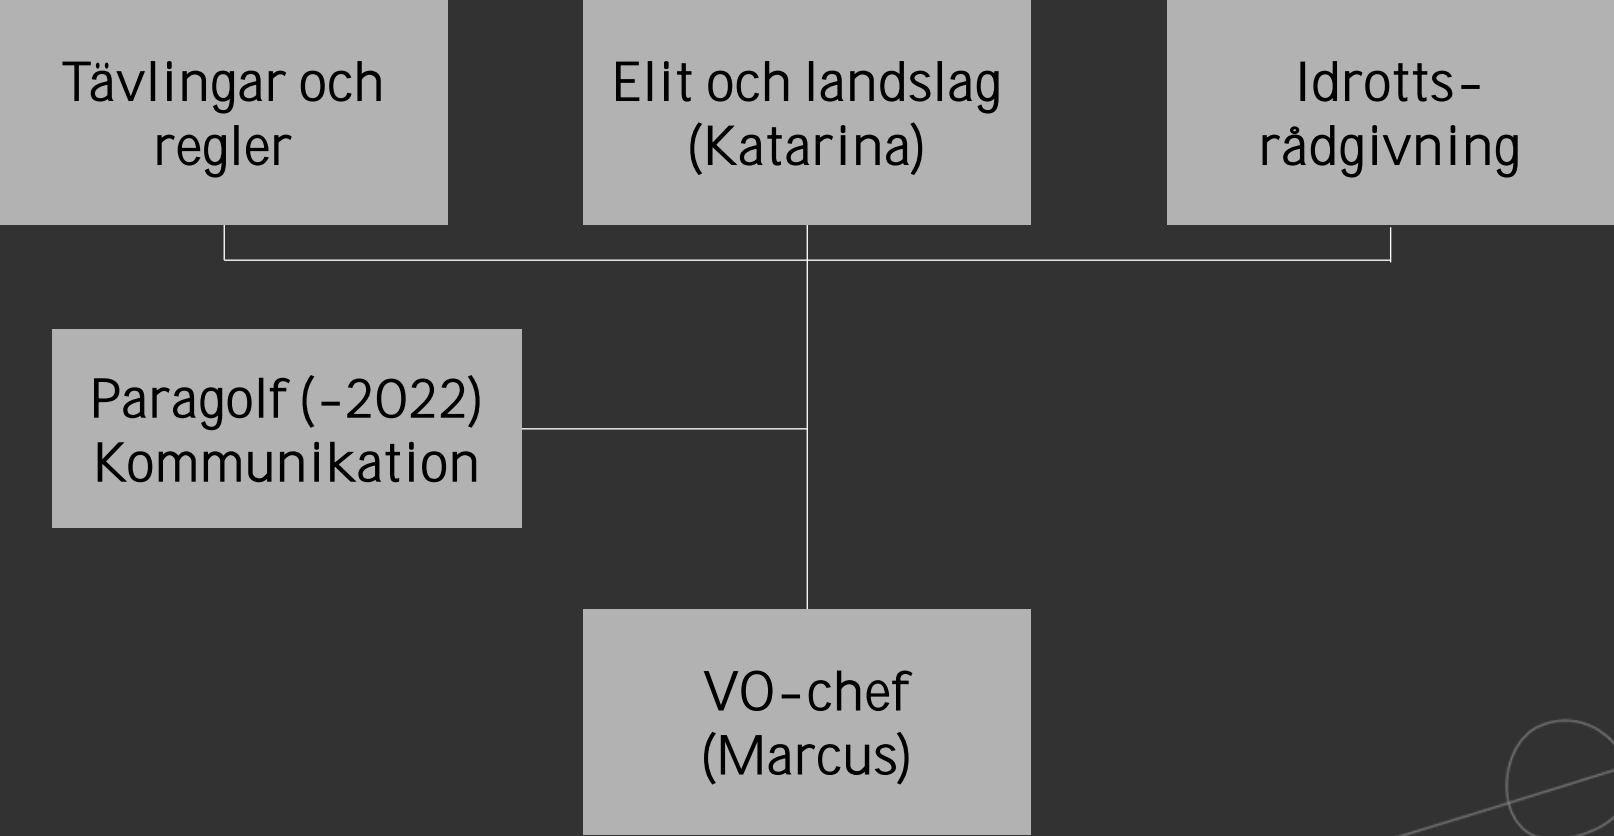 Tävlingar och
regler
Elit och landslag
(Katarina)
Idrotts-
rådgivning
Paragolf (-2022)
Kommunikation
VO-chef
(Marcus)